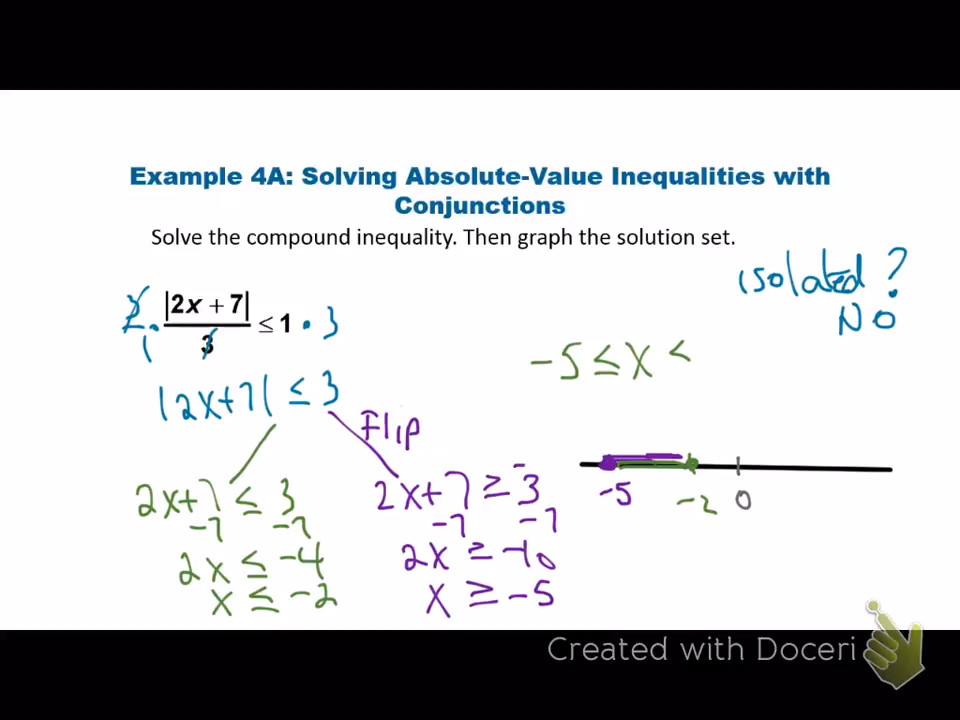 Example 4A: Solving Absolute-Value Inequalities with
Conjunctions
Solve the compound inequality. Then graph the solution set.
isolated ?
NO
|2x + 7|
3
≤ 1 • 3
1
|2x+7| ≤ 3
-5 ≤ x <
Flip
2x+7 ≤ 3
-7 -7
2x ≤ -4
x ≤ -2
2x+7 ≥ -3
-7 -7
2x ≥ -10
x ≥ -5
-5 -2 0
Created with Doceri